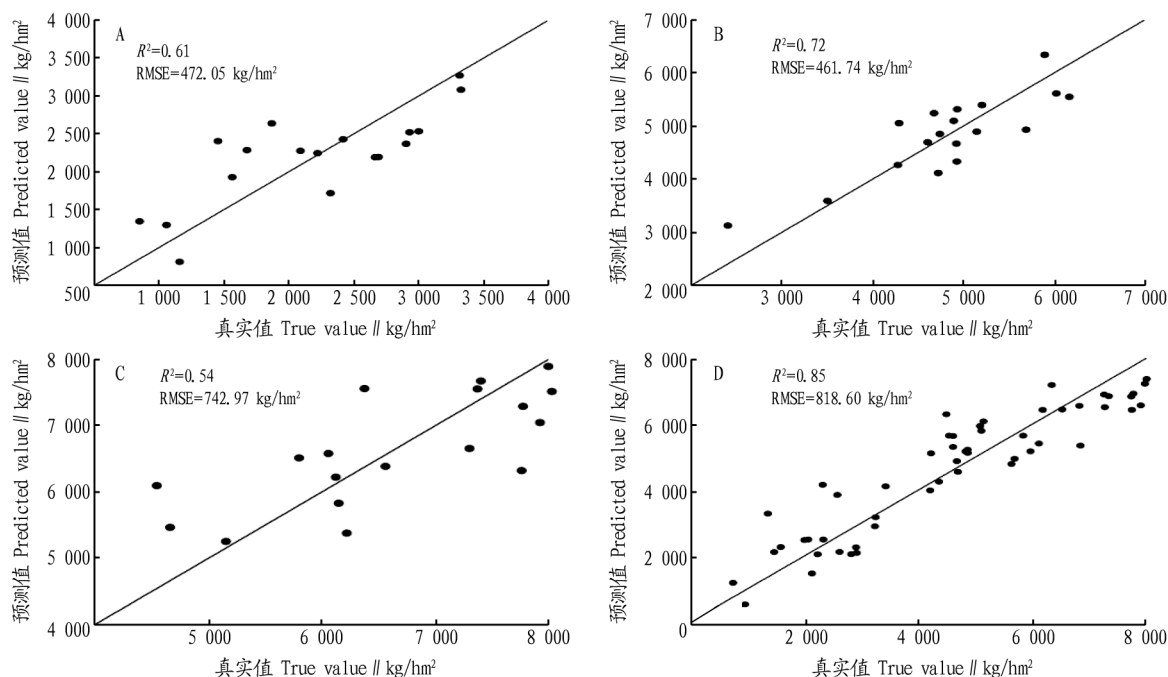 4 000
3 500
3 000
2 500
2 000
1 500
1 000
500
预测值 Predicted value∥kg/hm²
A
R²=0.61
RMSE=472.05 kg/hm²
1 000
1 500
2 000
2 500
3 000
3 500
4 000
真实值 True value∥kg/hm²
7 000
6 000
5 000
4 000
3 000
2 000
预测值 Predicted value∥kg/hm²
B
R²=0.72
RMSE=461.74 kg/hm²
3 000
4 000
5 000
6 000
7 000
真实值 True value∥kg/hm²
8 000
7 000
6 000
5 000
4 000
预测值 Predicted value∥kg/hm²
C
R²=0.54
RMSE=742.97 kg/hm²
5 000
6 000
7 000
8 000
真实值 True value∥kg/hm²
8 000
6 000
4 000
2 000
0
预测值 Predicted value∥kg/hm²
D
R²=0.85
RMSE=818.60 kg/hm²
2 000
4 000
6 000
8 000
真实值 True value∥kg/hm²